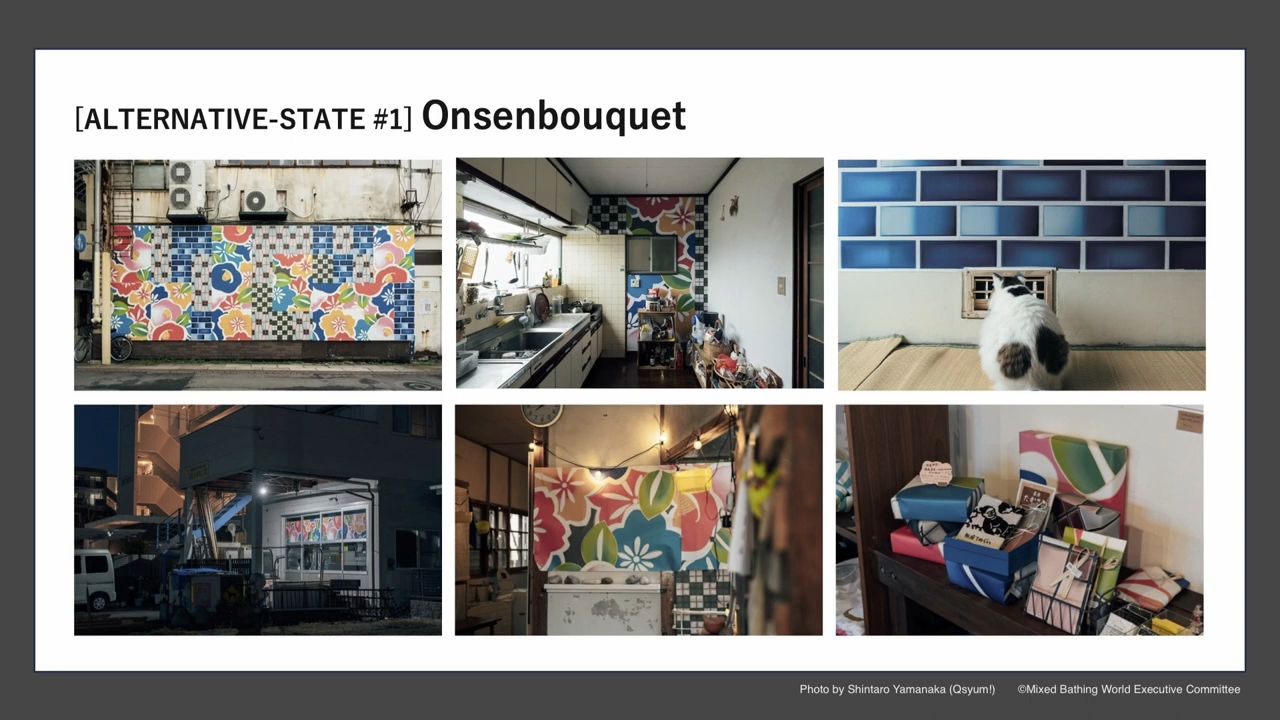 [ALTERNATIVE-STATE #1] Onsenbouquet
Photo by Shintaro Yamanaka (Qsyum!) ©Mixed Bathing World Executive Committee